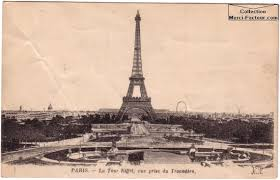 Collection
Merci-Facteur.com
PARIS. — La Tour Eiffel, vue prise du Trocadéro.